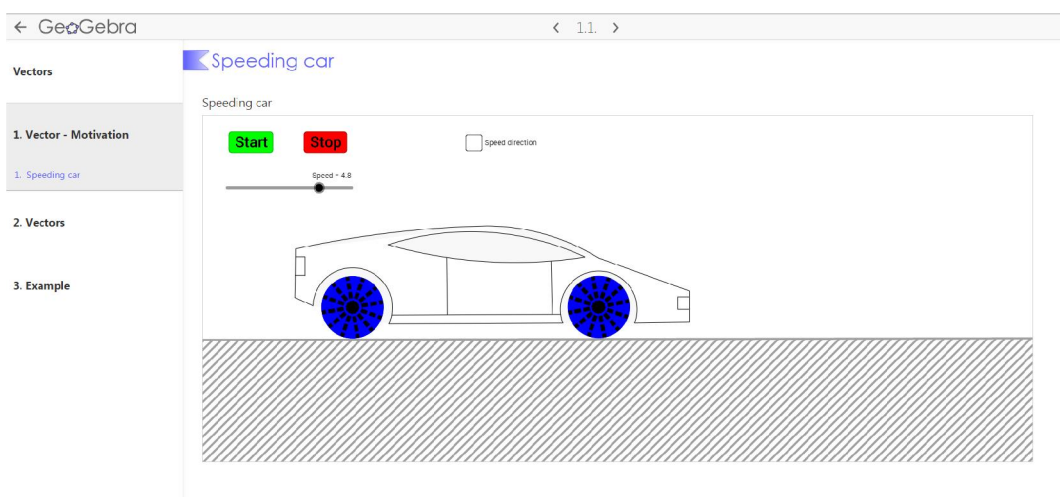 GeoGebra
1.1.
Vectors
1. Vector - Motivation
1. Speeding car
2. Vectors
3. Example
Speeding car
Speeding car
Start
Stop
Speed direction
Speed = 4.8